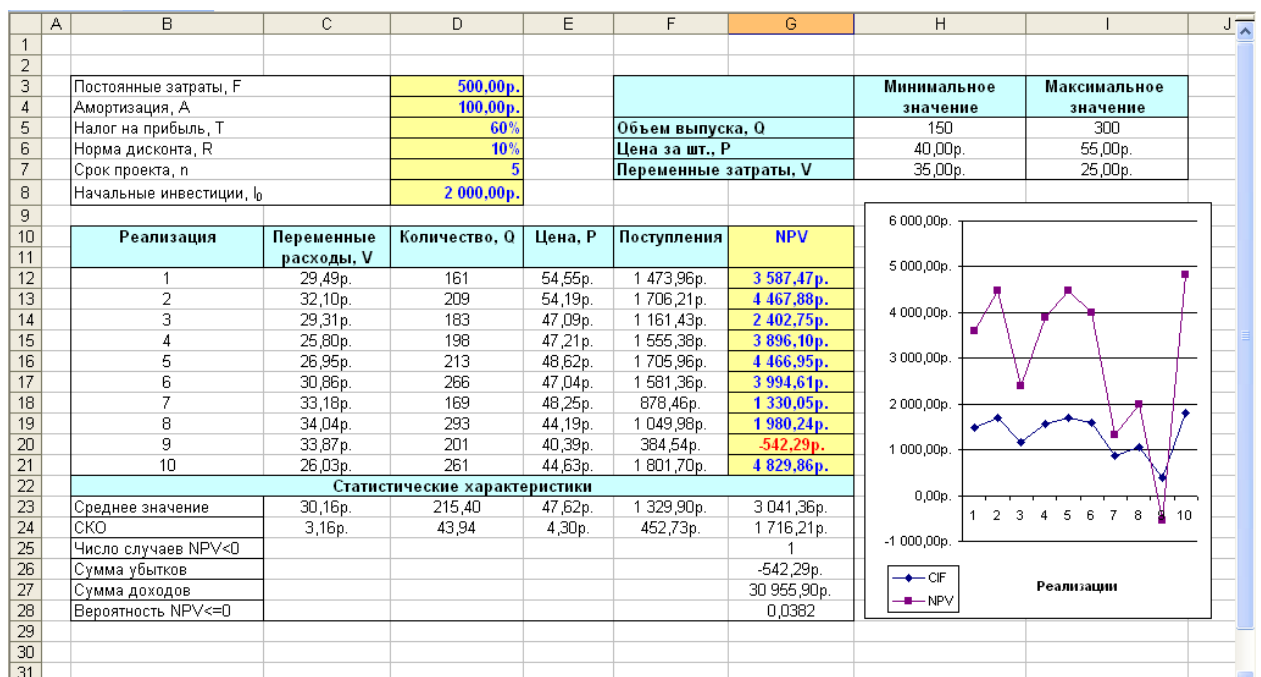 A B C D E F G H I J
1
2
3 Постоянные затраты, F 500,00р. Минимальное Максимальное
4 Амортизация, A 100,00р. значение значение
5 Налог на прибыль, T 60% Объем выпуска, Q 150 300
6 Норма дисконта, R 10% Цена за шт., P 40,00р. 55,00р.
7 Срок проекта, n 5 Переменные затраты, V 35,00р. 25,00р.
8 Начальные инвестиции, I0 2 000,00р.
9
10 Реализация Переменные Количество, Q Цена, P Поступления NPV
11 расходы, V
12 1 29,49р. 161 54,55р. 1 473,96р. 3 587,47р.
13 2 32,10р. 209 54,19р. 1 706,21р. 4 467,88р.
14 3 29,31р. 183 47,09р. 1 161,43р. 2 402,75р.
15 4 25,80р. 198 47,21р. 1 555,38р. 3 896,10р.
16 5 26,95р. 213 48,62р. 1 705,96р. 4 466,95р.
17 6 30,86р. 266 47,04р. 1 581,36р. 3 994,61р.
18 7 33,18р. 169 48,25р. 878,46р. 1 330,05р.
19 8 34,04р. 293 44,19р. 1 049,98р. 1 980,24р.
20 9 33,87р. 201 40,39р. 384,54р. -542,29р.
21 10 26,03р. 261 44,63р. 1 801,70р. 4 829,86р.
22 Статистические характеристики
23 Среднее значение 30,16р. 215,40 47,62р. 1 329,90р. 3 041,36р.
24 СКО 3,16р. 43,94 4,30р. 452,73р. 1 716,21р.
25 Число случаев NPV<0 1
26 Сумма убытков -542,29р.
27 Сумма доходов 30 955,90р.
28 Вероятность NPV<=0 0,0382
29
30
31
6 000,00р.
5 000,00р.
4 000,00р.
3 000,00р.
2 000,00р.
1 000,00р.
0,00р.
1 2 3 4 5 6 7 8 9 10
-1 000,00р.
CIF
NPV
Реализации